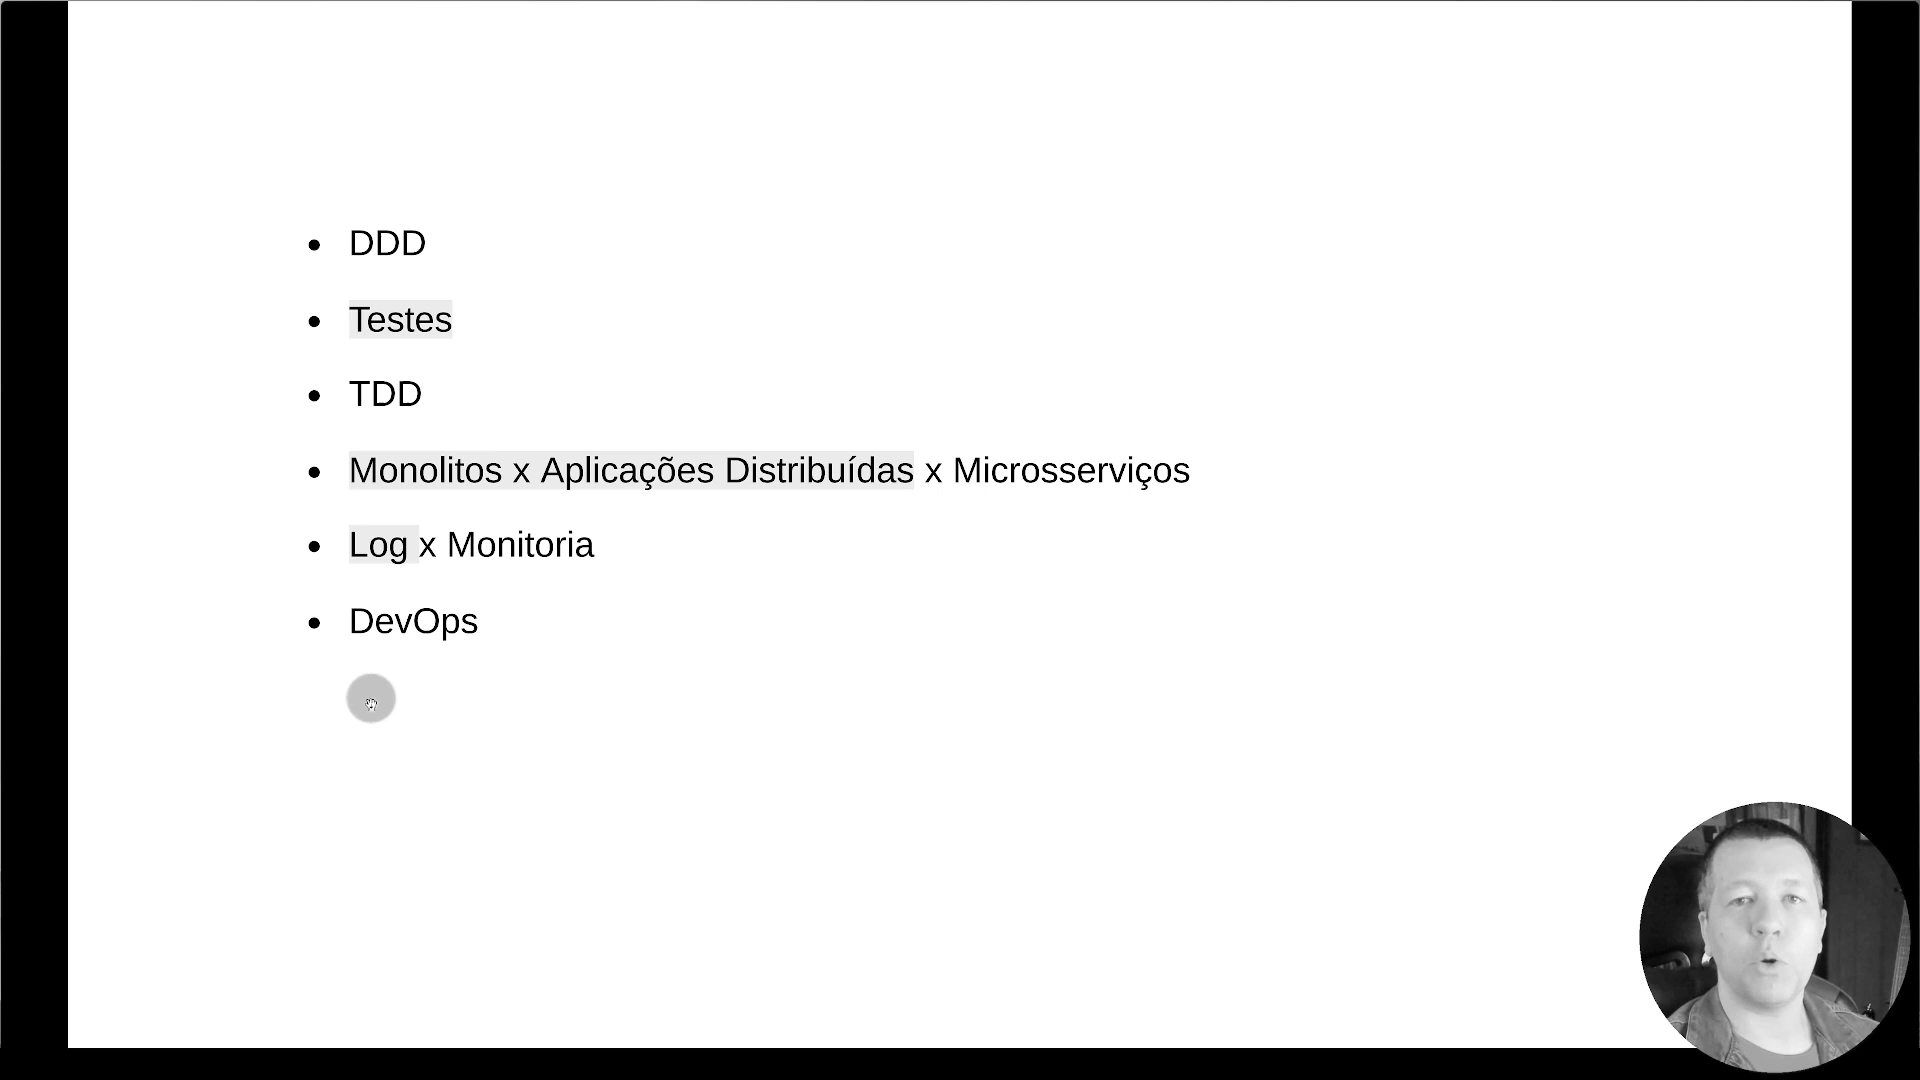 DDD
Testes
TDD
Monolitos x Aplicações Distribuídas x Microsserviços
Log x Monitoria
DevOps